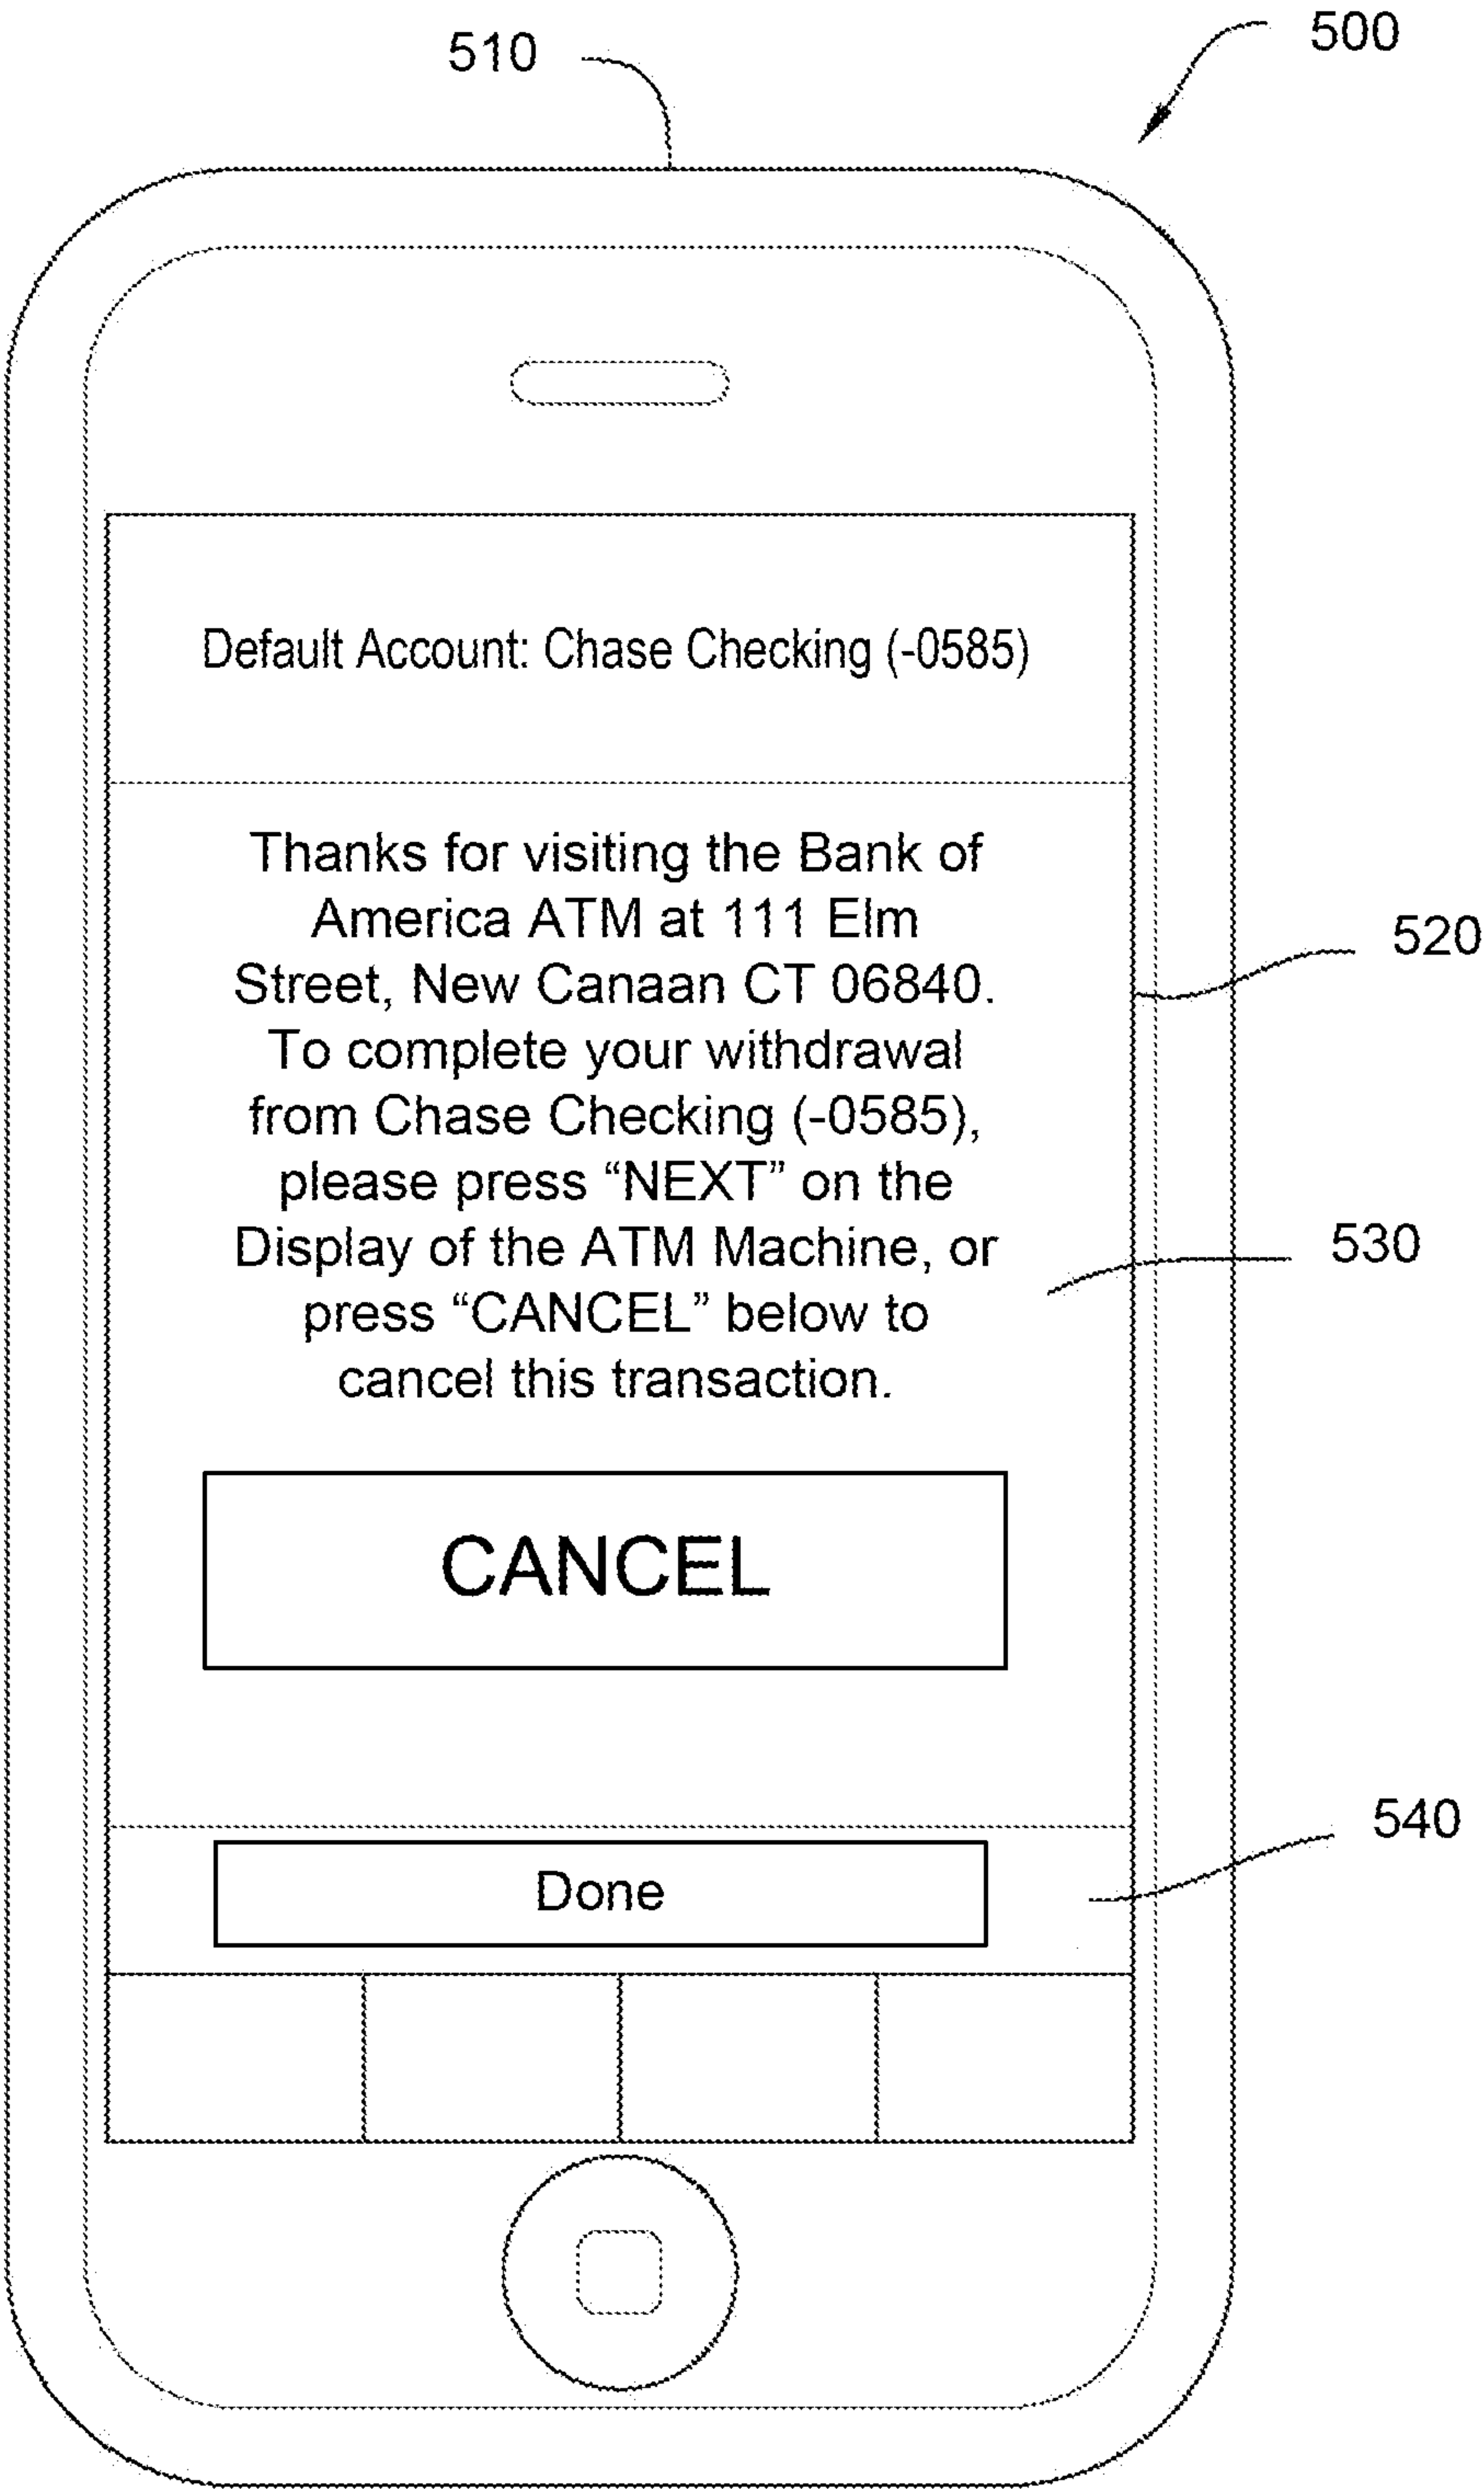 510
500
Default Account: Chase Checking (-0585)
Thanks for visiting the Bank of
America ATM at 111 Elm
Street, New Canaan CT 06840.
To complete your withdrawal
from Chase Checking (-0585),
please press “NEXT” on the
Display of the ATM Machine, or
press “CANCEL” below to
cancel this transaction.
520
530
CANCEL
540
Done